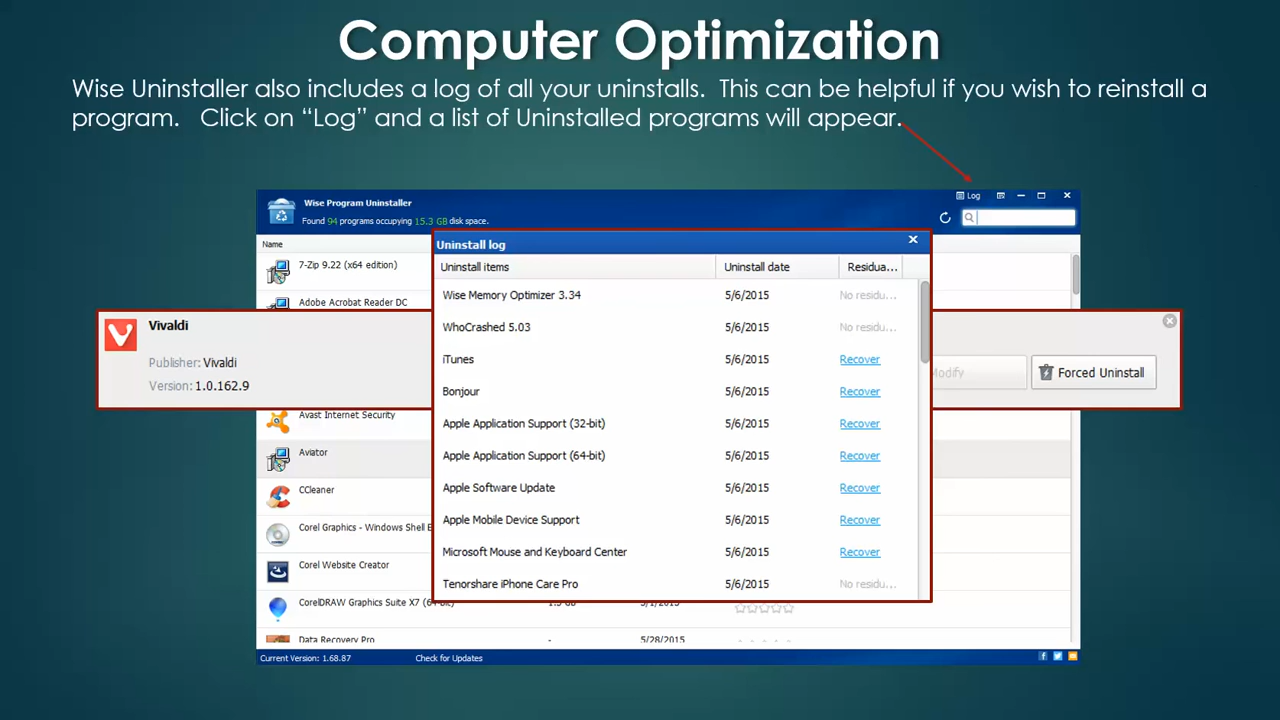 Computer Optimization
Wise Uninstaller also includes a log of all your uninstalls.  This can be helpful if you wish to reinstall a
program.   Click on “Log” and a list of Uninstalled programs will appear.
Wise Program Uninstaller
Log
Found 94 programs occupying 15.3 GB disk space.
Name
7-Zip 9.22 (x64 edition)
Adobe Acrobat Reader DC
Vivaldi
Publisher: Vivaldi
Version: 1.0.162.9
Modify
Forced Uninstall
Avast Internet Security
Aviator
CCleaner
Corel Graphics - Windows Shell E
Corel Website Creator
CorelDRAW Graphics Suite X7 (64-bit)
Data Recovery Pro - 5/28/2015
Uninstall log
Uninstall items Uninstall date Residua...
Wise Memory Optimizer 3.34 5/6/2015 No residu...
WhoCrashed 5.03 5/6/2015 No residu...
iTunes 5/6/2015 Recover
Bonjour 5/6/2015 Recover
Apple Application Support (32-bit) 5/6/2015 Recover
Apple Application Support (64-bit) 5/6/2015 Recover
Apple Software Update 5/6/2015 Recover
Apple Mobile Device Support 5/6/2015 Recover
Microsoft Mouse and Keyboard Center 5/6/2015 Recover
Tenorshare iPhone Care Pro 5/6/2015 No residu...
Current Version: 1.68.87 Check for Updates